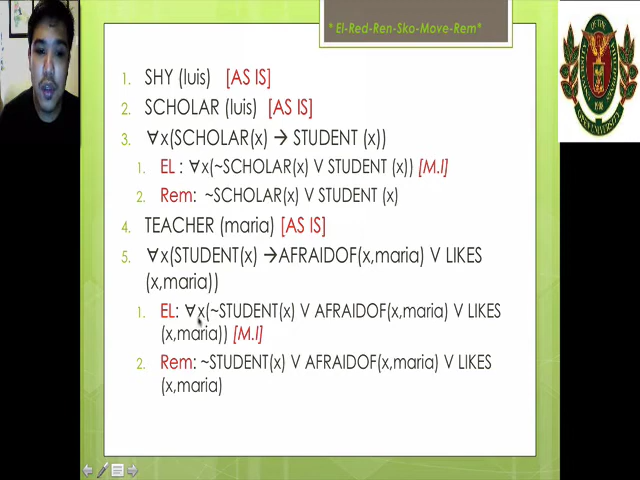 * El-Red-Ren-Sko-Move-Rem*
1. SHY (luis) [AS IS]
2. SCHOLAR (luis) [AS IS]
3. ∀x(SCHOLAR(x) → STUDENT (x))
1. EL : ∀x(~SCHOLAR(x) V STUDENT (x)) [M.I]
2. Rem: ~SCHOLAR(x) V STUDENT (x)
4. TEACHER (maria) [AS IS]
5. ∀x(STUDENT(x) →AFRAIDOF(x,maria) V LIKES
(x,maria))
1. EL: ∀x(~STUDENT(x) V AFRAIDOF(x,maria) V LIKES
(x,maria)) [M.I]
2. Rem: ~STUDENT(x) V AFRAIDOF(x,maria) V LIKES
(x,maria)